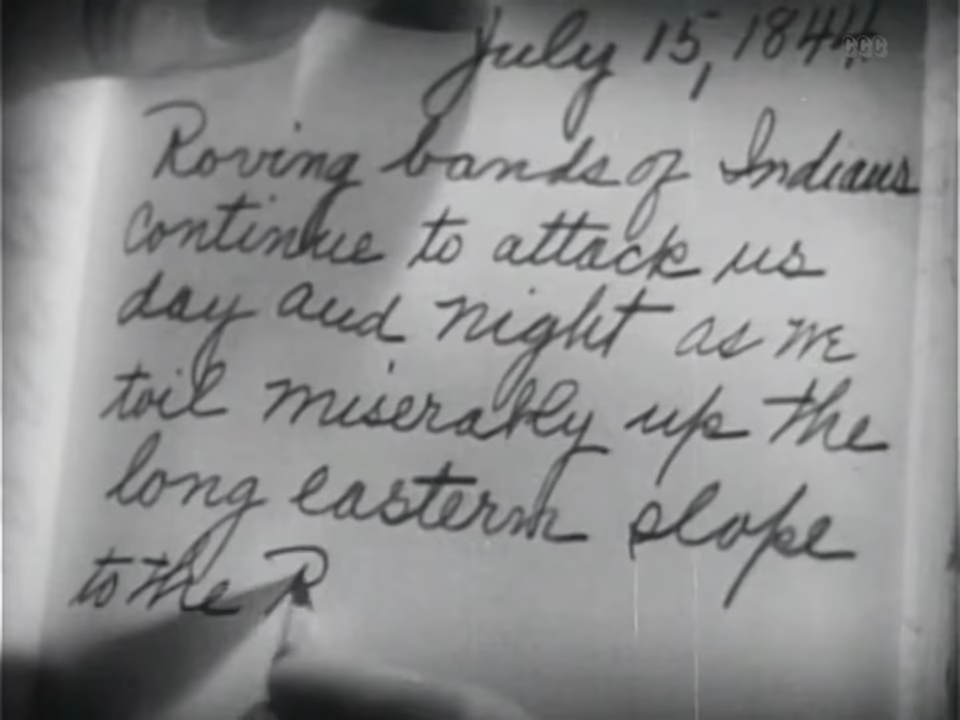 July 15, 1844
CCC
Roving bands of Indians
continue to attack us
day and night as we
toil miserably up the
long eastern slope
to the R